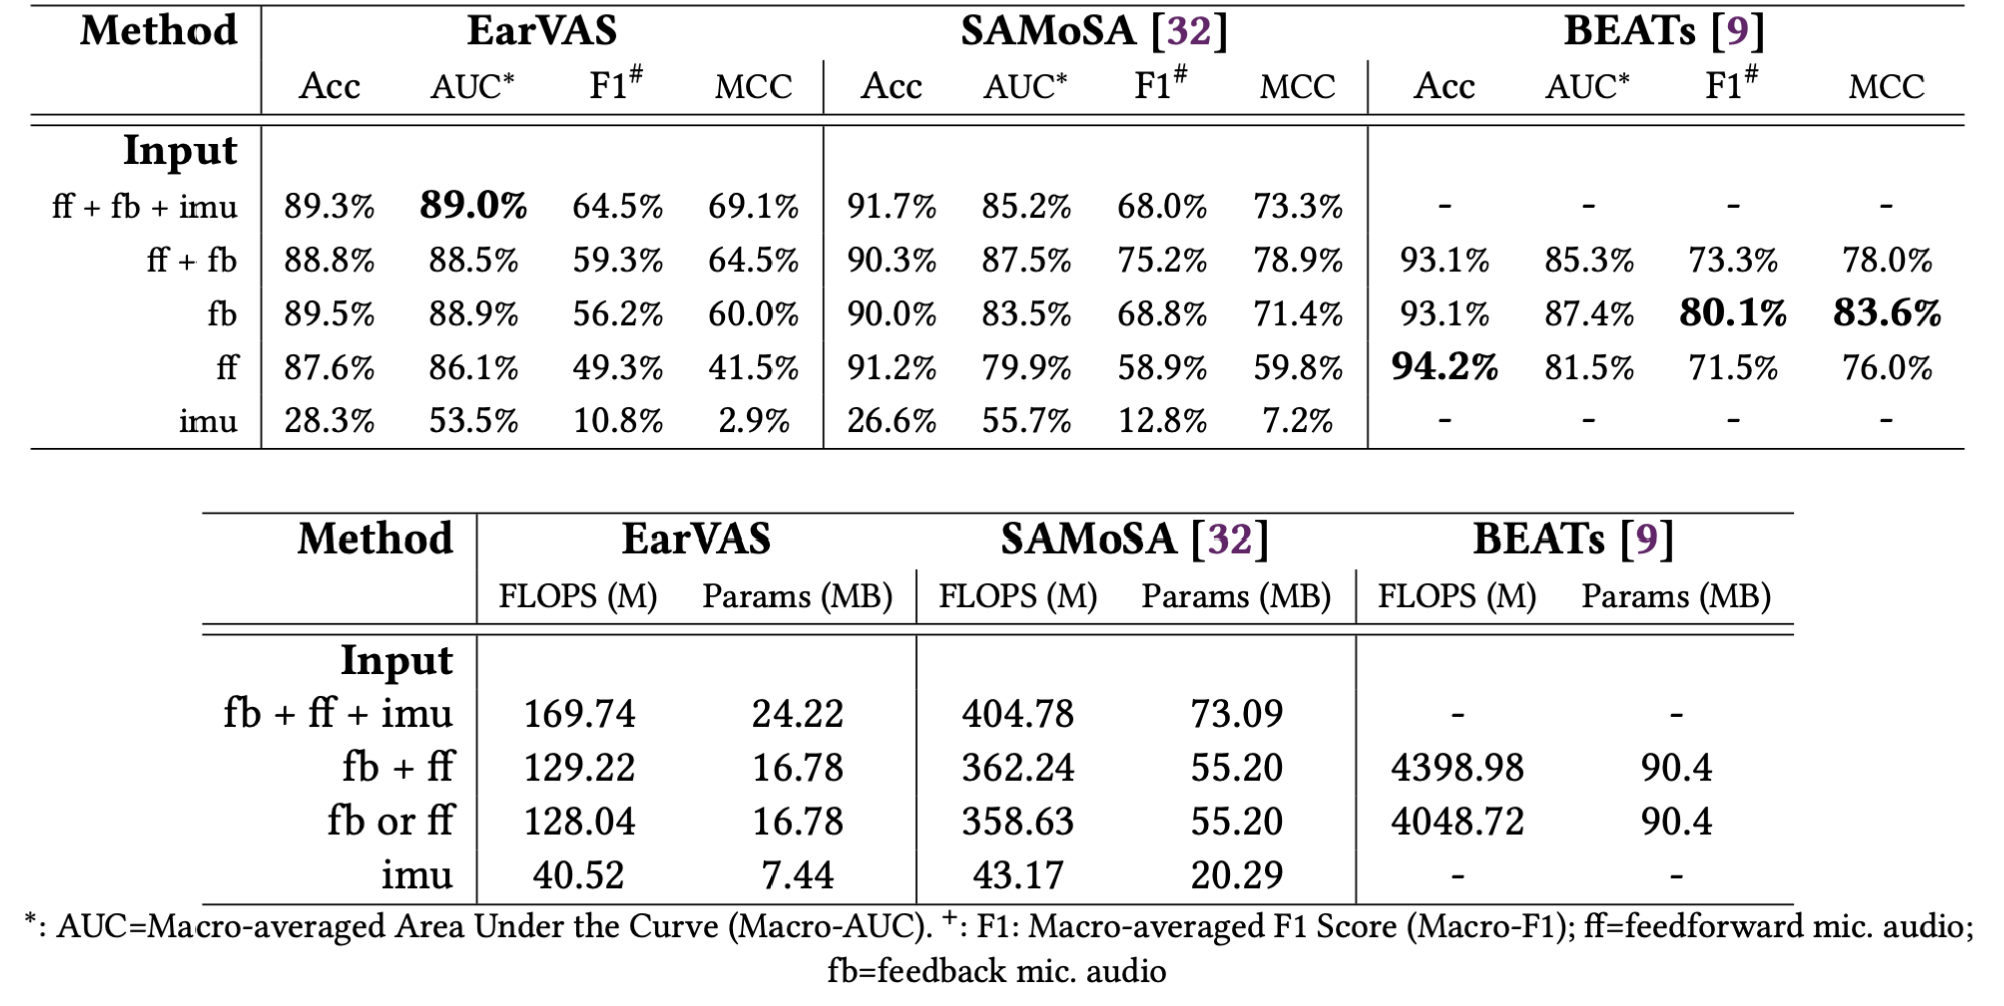 Method EarVAS SAMoSA [32] BEATs [9]
Acc AUC* F1# MCC Acc AUC* F1# MCC Acc AUC* F1# MCC
Input
ff + fb + imu 89.3% 89.0% 64.5% 69.1% 91.7% 85.2% 68.0% 73.3% - - - -
ff + fb 88.8% 88.5% 59.3% 64.5% 90.3% 87.5% 75.2% 78.9% 93.1% 85.3% 73.3% 78.0%
fb 89.5% 88.9% 56.2% 60.0% 90.0% 83.5% 68.8% 71.4% 93.1% 87.4% 80.1% 83.6%
ff 87.6% 86.1% 49.3% 41.5% 91.2% 79.9% 58.9% 59.8% 94.2% 81.5% 71.5% 76.0%
imu 28.3% 53.5% 10.8% 2.9% 26.6% 55.7% 12.8% 7.2% - - - -
Method EarVAS SAMoSA [32] BEATs [9]
FLOPS (M) Params (MB) FLOPS (M) Params (MB) FLOPS (M) Params (MB)
Input
fb + ff + imu 169.74 24.22 404.78 73.09 - -
fb + ff 129.22 16.78 362.24 55.20 4398.98 90.4
fb or ff 128.04 16.78 358.63 55.20 4048.72 90.4
imu 40.52 7.44 43.17 20.29 - -
*: AUC=Macro-averaged Area Under the Curve (Macro-AUC). +: F1: Macro-averaged F1 Score (Macro-F1); ff=feedforward mic. audio;
fb=feedback mic. audio